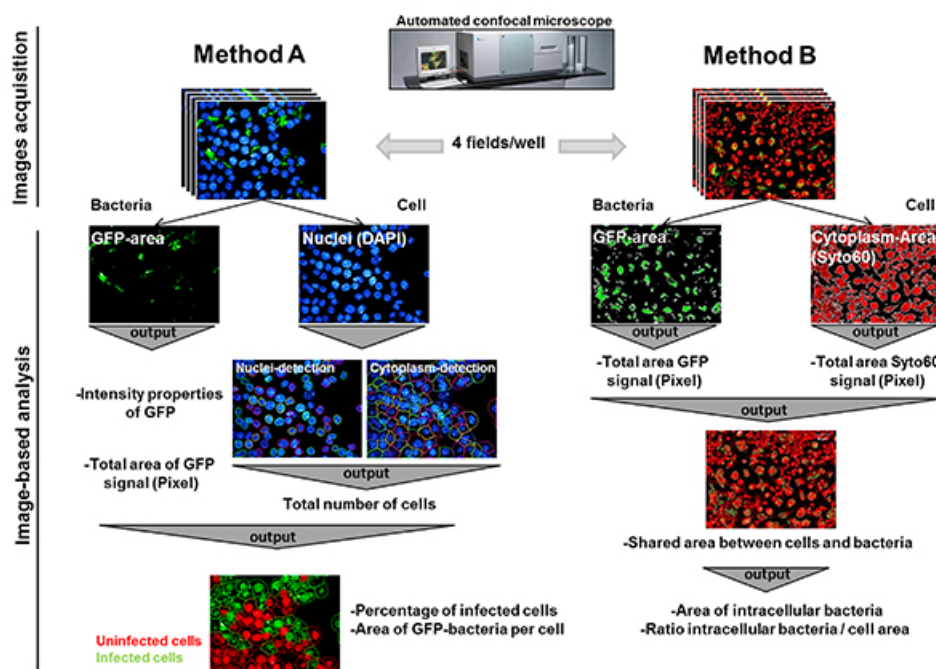 Automated confocal microscope
Method A
Method B
Images acquisition
4 fields/well
Bacteria
Cell
Bacteria
Cell
GFP-area
Nuclei (DAPI)
GFP-area
Cytoplasm-Area
(Syto60)
output
output
output
output
-Total area GFP
signal (Pixel)
-Total area Syto60
signal (Pixel)
Image-based analysis
Nuclei-detection
Cytoplasm-detection
-Intensity properties
of GFP
output
-Total area of GFP
signal (Pixel)
output
Total number of cells
output
-Shared area between cells and bacteria
output
Uninfected cells
Infected cells
-Percentage of infected cells
-Area of GFP-bacteria per cell
-Area of intracellular bacteria
-Ratio intracellular bacteria / cell area